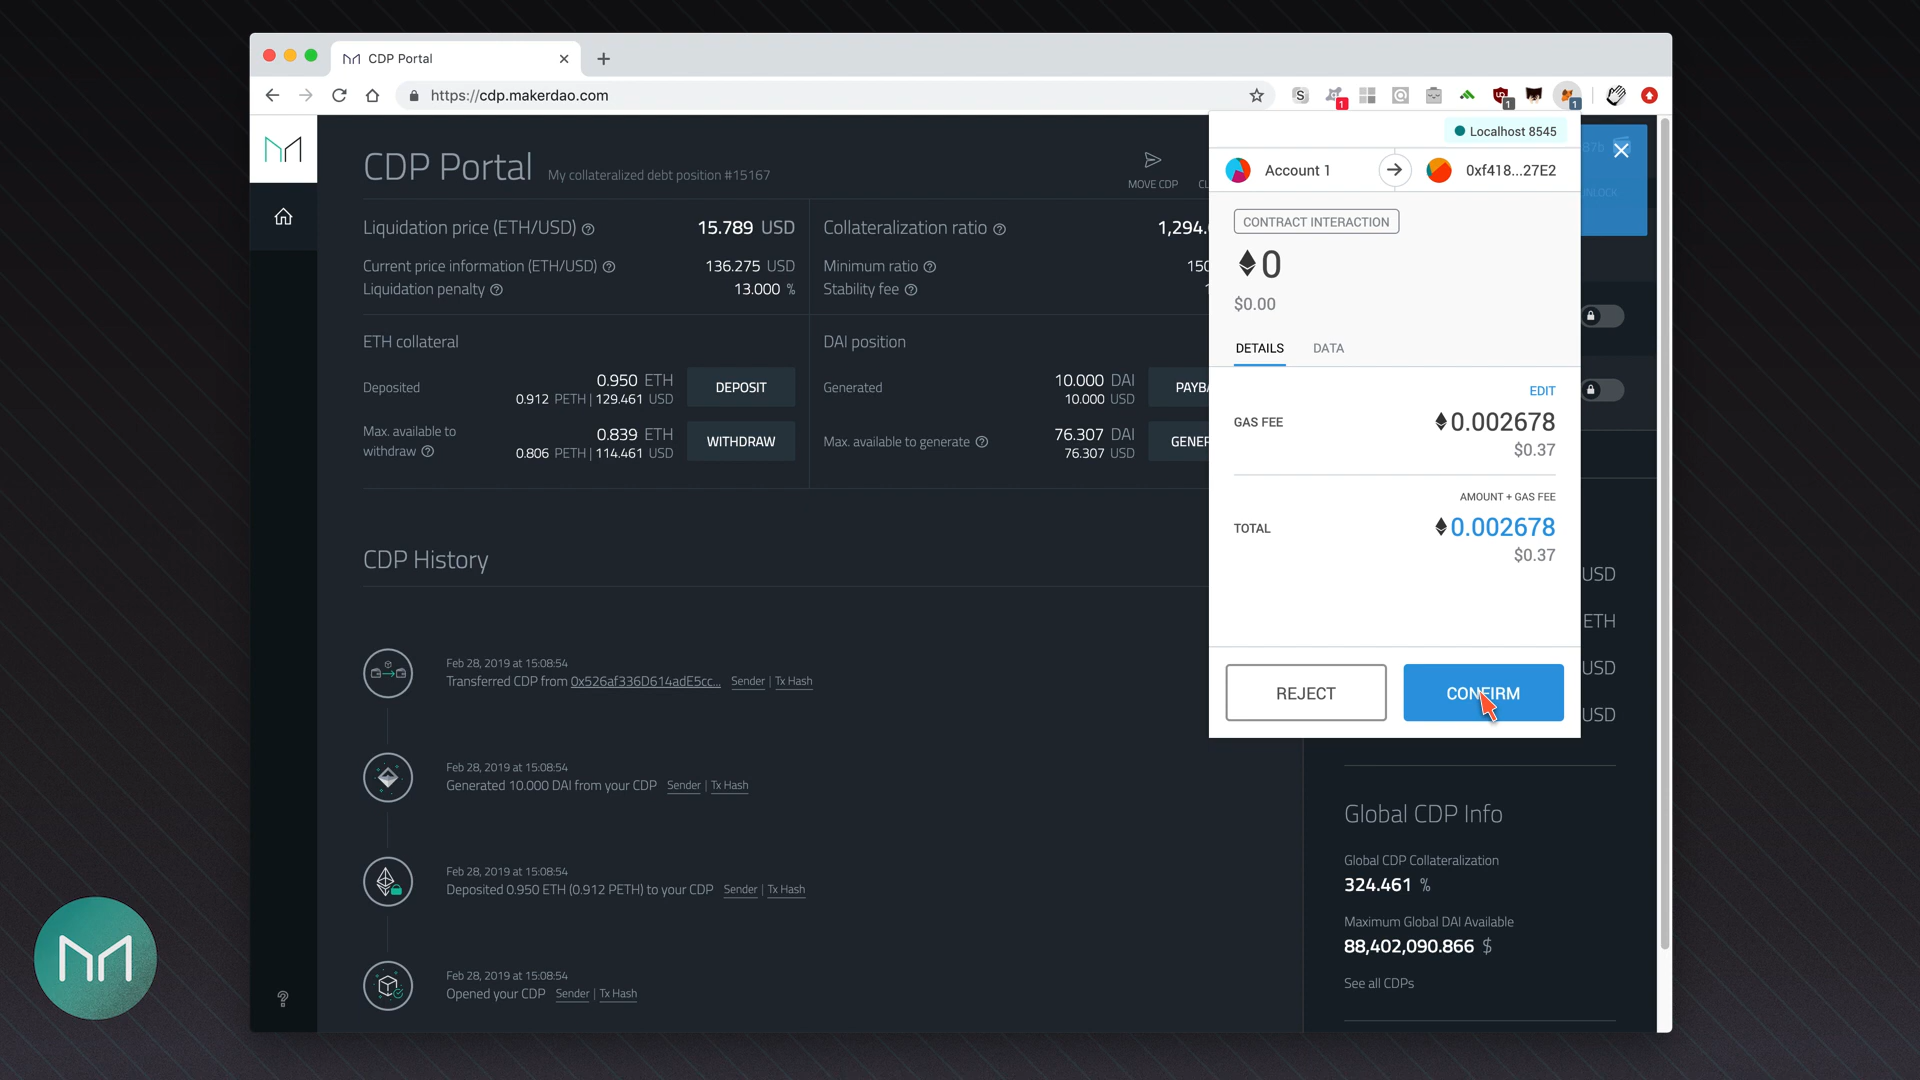 CDP Portal
https://cdp.makerdao.com
1
1
1
CDP Portal My collateralized debt position #15167
MOVE CDP
Liquidation price (ETH/USD) ? 15.789 USD
Current price information (ETH/USD) ? 136.275 USD
Liquidation penalty ? 13.000 %
Collateralization ratio ? 1,294.
Minimum ratio ? 150
Stability fee ?
ETH collateral
Deposited 0.950 ETH
0.912 PETH | 129.461 USD
DEPOSIT
Max. available to
withdraw ?
0.839 ETH
0.806 PETH | 114.461 USD
WITHDRAW
DAI position
Generated 10.000 DAI
10.000 USD
PAYBA
Max. available to generate ? 76.307 DAI
76.307 USD
GENER
CDP History
Feb 28, 2019 at 15:08:54
Transferred CDP from 0x526af336D614adE5cc... Sender | Tx Hash
Feb 28, 2019 at 15:08:54
Generated 10.000 DAI from your CDP Sender | Tx Hash
Feb 28, 2019 at 15:08:54
Deposited 0.950 ETH (0.912 PETH) to your CDP Sender | Tx Hash
Feb 28, 2019 at 15:08:54
Opened your CDP Sender | Tx Hash
?
Localhost 8545
Account 1 0xf418...27E2
CONTRACT INTERACTION
0
$0.00
DETAILS DATA
EDIT
GAS FEE 0.002678
$0.37
AMOUNT + GAS FEE
TOTAL 0.002678
$0.37
REJECT CONFIRM
USD
ETH
USD
USD
Global CDP Info
Global CDP Collateralization
324.461 %
Maximum Global DAI Available
88,402,090.866 $
See all CDPs